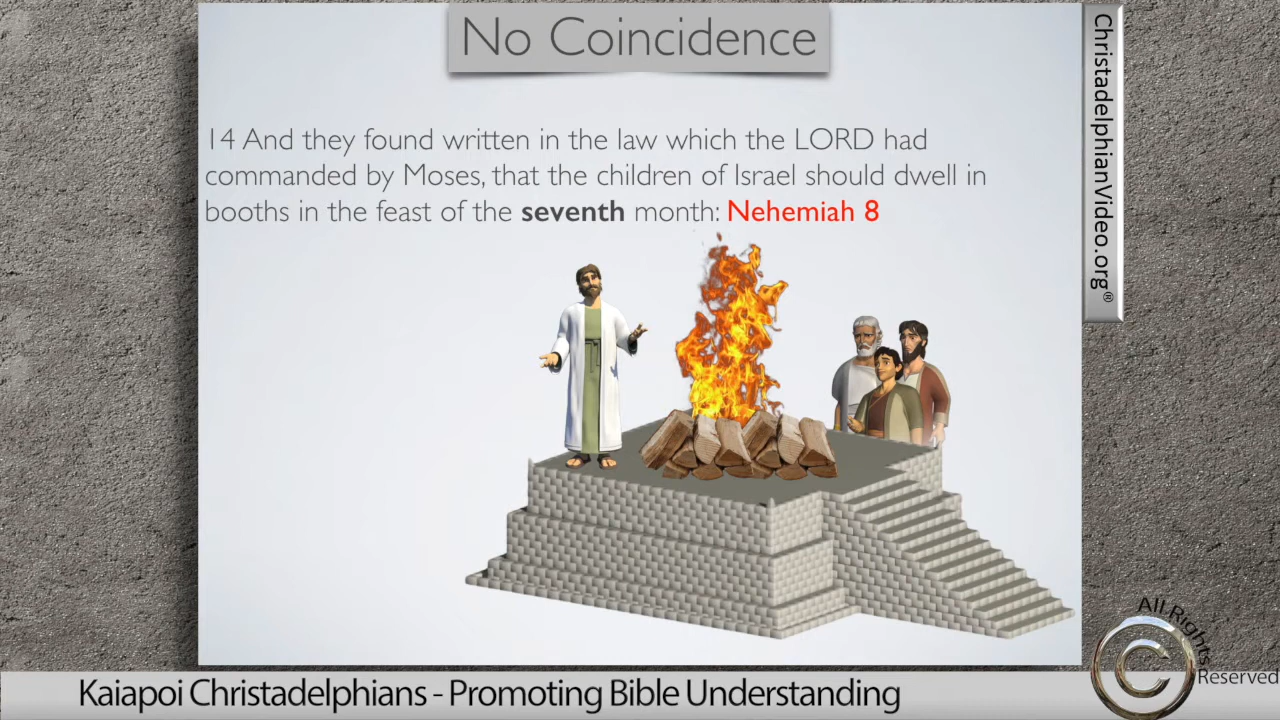 No Coincidence
14 And they found written in the law which the LORD had
commanded by Moses, that the children of Israel should dwell in
booths in the feast of the seventh month: Nehemiah 8
ChristadelphianVideo.org®
All Rights
Reserved
Kaiapoi Christadelphians - Promoting Bible Understanding